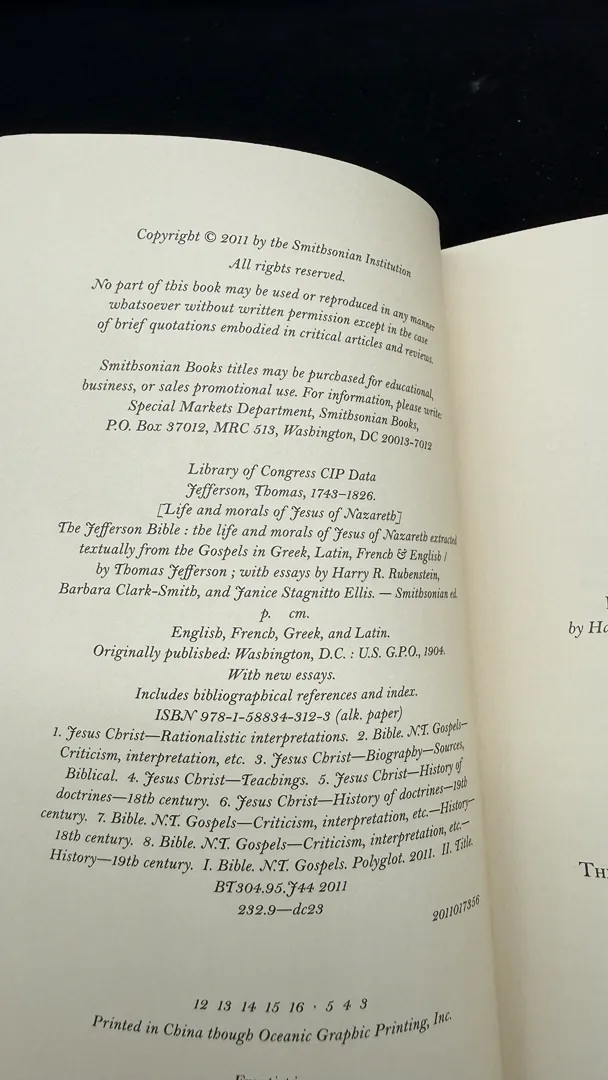 Copyright © 2011 by the Smithsonian Institution
All rights reserved.
No part of this book may be used or reproduced in any manner
whatsoever without written permission except in the case
of brief quotations embodied in critical articles and reviews.
Smithsonian Books titles may be purchased for educational,
business, or sales promotional use. For information, please write:
Special Markets Department, Smithsonian Books,
P.O. Box 37012, MRC 513, Washington, DC 20013-7012
Library of Congress CIP Data
Jefferson, Thomas, 1743–1826.
[Life and morals of Jesus of Nazareth]
The Jefferson Bible : the life and morals of Jesus of Nazareth extracted
textually from the Gospels in Greek, Latin, French & English /
by Thomas Jefferson ; with essays by Harry R. Rubenstein,
Barbara Clark-Smith, and Janice Stagnitto Ellis. — Smithsonian ed.
p. cm.
English, French, Greek, and Latin.
Originally published: Washington, D.C. : U.S. G.P.O., 1904.
With new essays.
Includes bibliographical references and index.
ISBN 978-1-58834-312-3 (alk. paper)
1. Jesus Christ—Rationalistic interpretations. 2. Bible. N.T. Gospels—
Criticism, interpretation, etc. 3. Jesus Christ—Biography—Sources,
Biblical. 4. Jesus Christ—Teachings. 5. Jesus Christ—History of
doctrines—18th century. 6. Jesus Christ—History of doctrines—19th
century. 7. Bible. N.T. Gospels—Criticism, interpretation, etc.—History—
18th century. 8. Bible. N.T. Gospels—Criticism, interpretation, etc.—
History—19th century. I. Bible. N.T. Gospels. Polyglot. 2011. II. Title.
BT304.95.J44 2011
232.9—dc23
2011017356
12 13 14 15 16 · 5 4 3
Printed in China though Oceanic Graphic Printing, Inc.
by Ha